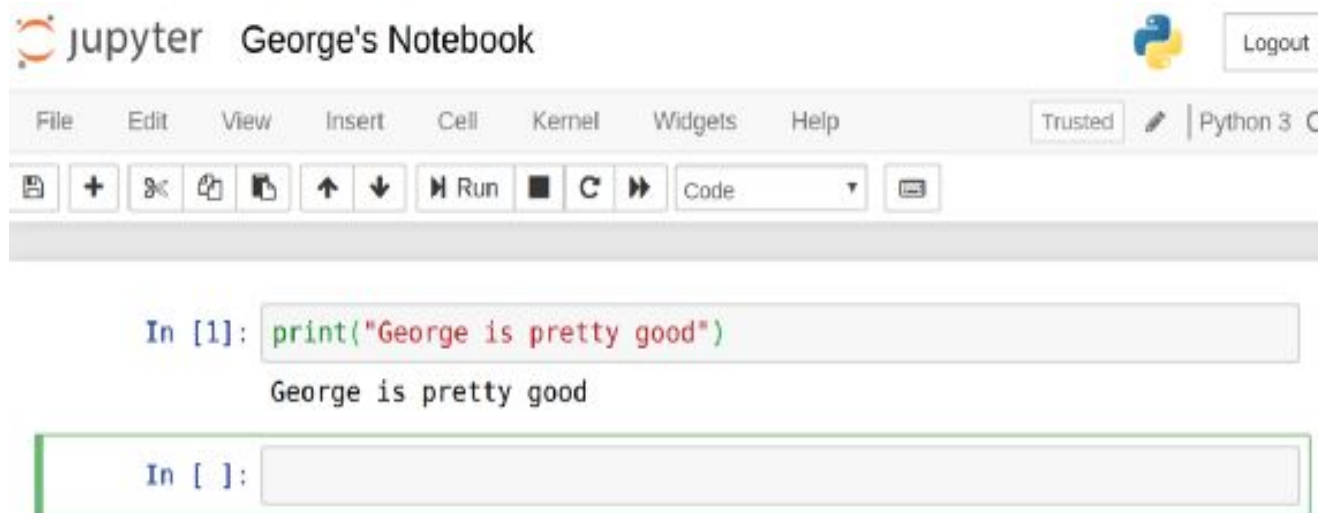 jupyter George's Notebook Logout
File Edit View Insert Cell Kernel Widgets Help Trusted Python 3
Run Code
In [1]: print("George is pretty good")
George is pretty good
In [ ]: